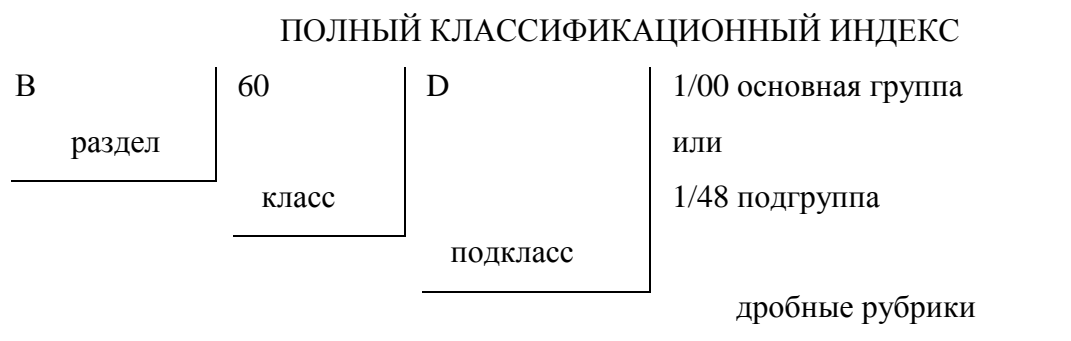 ПОЛНЫЙ КЛАССИФИКАЦИОННЫЙ ИНДЕКС
B 60 D 1/00 основная группа
раздел или
класс 1/48 подгруппа
подкласс
дробные рубрики